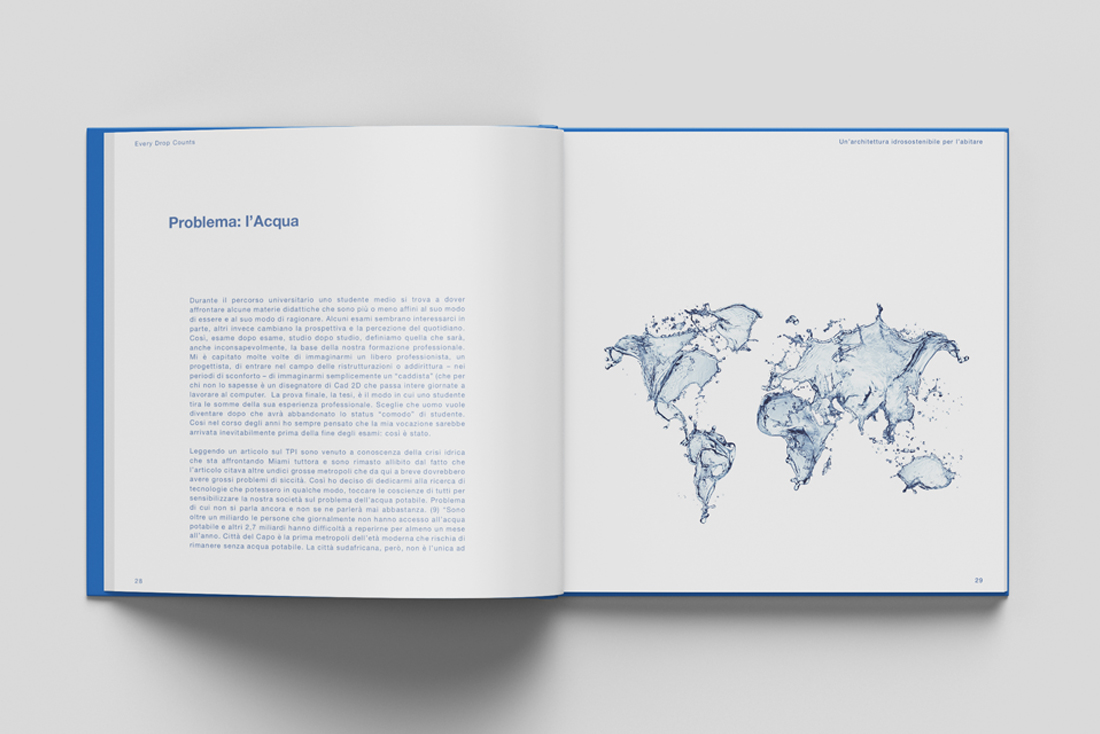 Every Drop Counts
Problema: l'Acqua
Durante il percorso universitario uno studente medio si trova a dover
affrontare alcune materie didattiche che sono più o meno affini al suo modo
di essere e al suo modo di ragionare. Alcuni esami sembrano interessarci in
parte, altri invece cambiano la prospettiva e la percezione del quotidiano.
Così, esame dopo esame, studio dopo studio, definiamo quella che sarà,
anche inconsapevolmente, la base della nostra formazione professionale.
Mi è capitato molte volte di immaginarmi un libero professionista, un
progettista, di entrare nel campo delle ristrutturazioni o addirittura – nei
periodi di sconforto – di immaginarmi semplicemente un "caddista" (che per
chi non lo sapesse è un disegnatore di Cad 2D che passa intere giornate a
lavorare al computer. La prova finale, la tesi, è il modo in cui uno studente
tira le somme della sua esperienza professionale. Sceglie che uomo vuole
diventare dopo che avrà abbandonato lo status "comodo" di studente.
Così nel corso degli anni ho sempre pensato che la mia vocazione sarebbe
arrivata inevitabilmente prima della fine degli esami: così è stato.
Leggendo un articolo sul TPI sono venuto a conoscenza della crisi idrica
che sta affrontando Miami tuttora e sono rimasto allibito dal fatto che
l'articolo citava altre undici grosse metropoli che da qui a breve dovrebbero
avere grossi problemi di siccità. Così ho deciso di dedicarmi alla ricerca di
tecnologie che potessero in qualche modo, toccare le coscienze di tutti per
sensibilizzare la nostra società sul problema dell'acqua potabile. Problema
di cui non si parla ancora e non se ne parlerà mai abbastanza. (9) "Sono
oltre un miliardo le persone che giornalmente non hanno accesso all'acqua
potabile e altri 2,7 miliardi hanno difficoltà a reperirne per almeno un mese
all'anno. Città del Capo è la prima metropoli dell'età moderna che rischia di
rimanere senza acqua potabile. La città sudafricana, però, non è l'unica ad
28
Un'architettura idrosostenibile per l'abitare
29